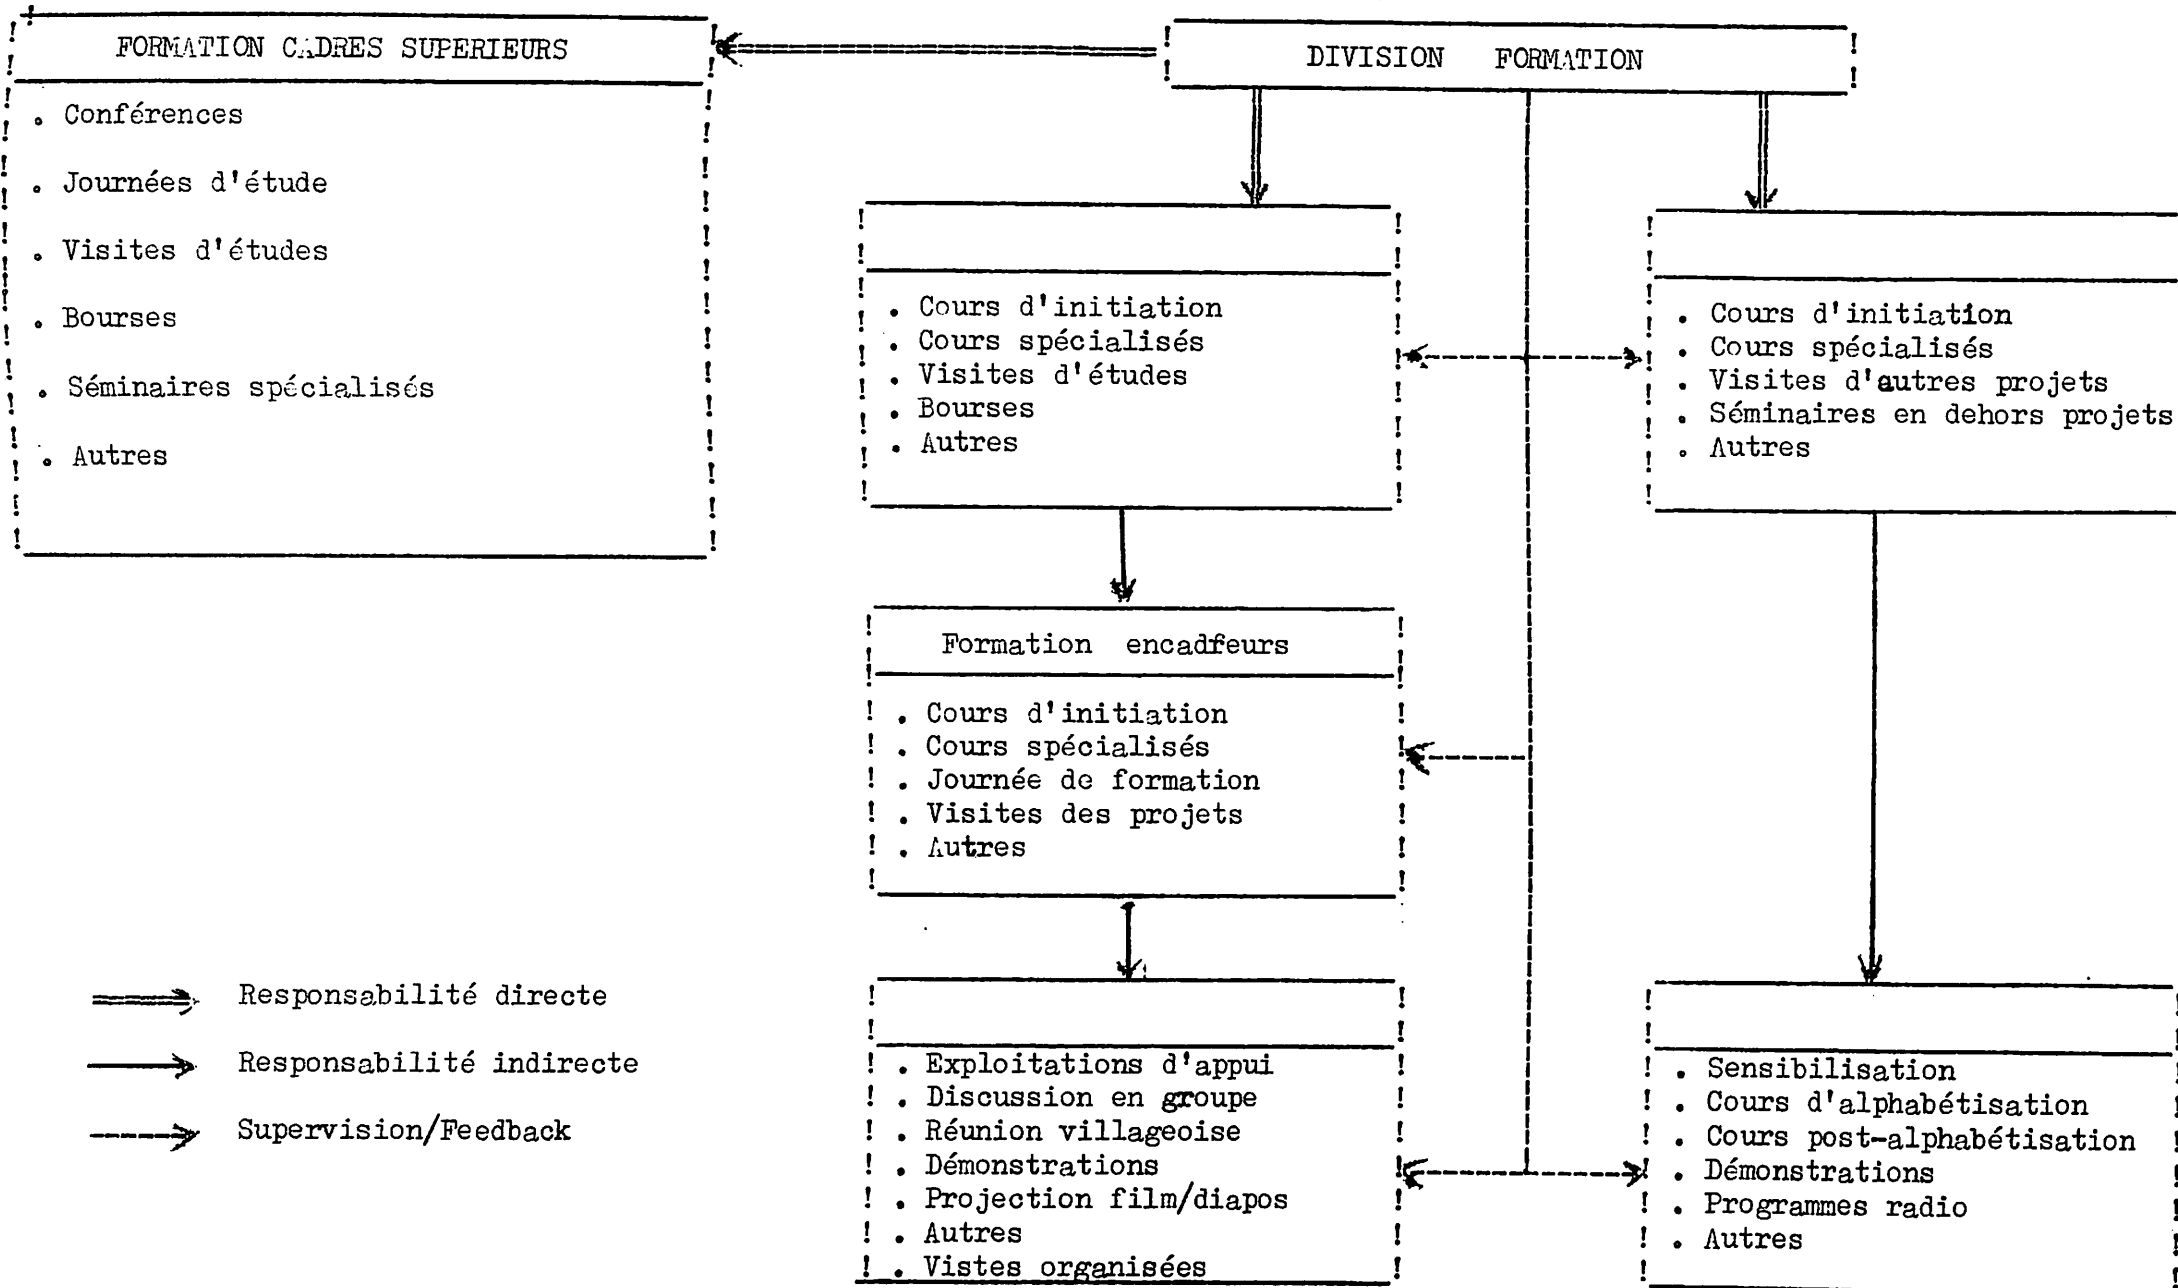 FORMATION CADRES SUPERIEURS
. Conférences
. Journées d'étude
. Visites d'études
. Bourses
. Séminaires spécialisés
. Autres
DIVISION FORMATION
. Cours d'initiation
. Cours spécialisés
. Visites d'études
. Bourses
. Autres
. Cours d'initiation
. Cours spécialisés
. Visites d'autres projets
. Séminaires en dehors projets
. Autres
Formation encadfeurs
. Cours d'initiation
. Cours spécialisés
. Journée de formation
. Visites des projets
. Autres
. Exploitations d'appui
. Discussion en groupe
. Réunion villageoise
. Démonstrations
. Projection film/diapos
. Autres
. Vistes organisées
. Sensibilisation
. Cours d'alphabétisation
. Cours post-alphabétisation
. Démonstrations
. Programmes radio
. Autres
Responsabilité directe
Responsabilité indirecte
Supervision/Feedback